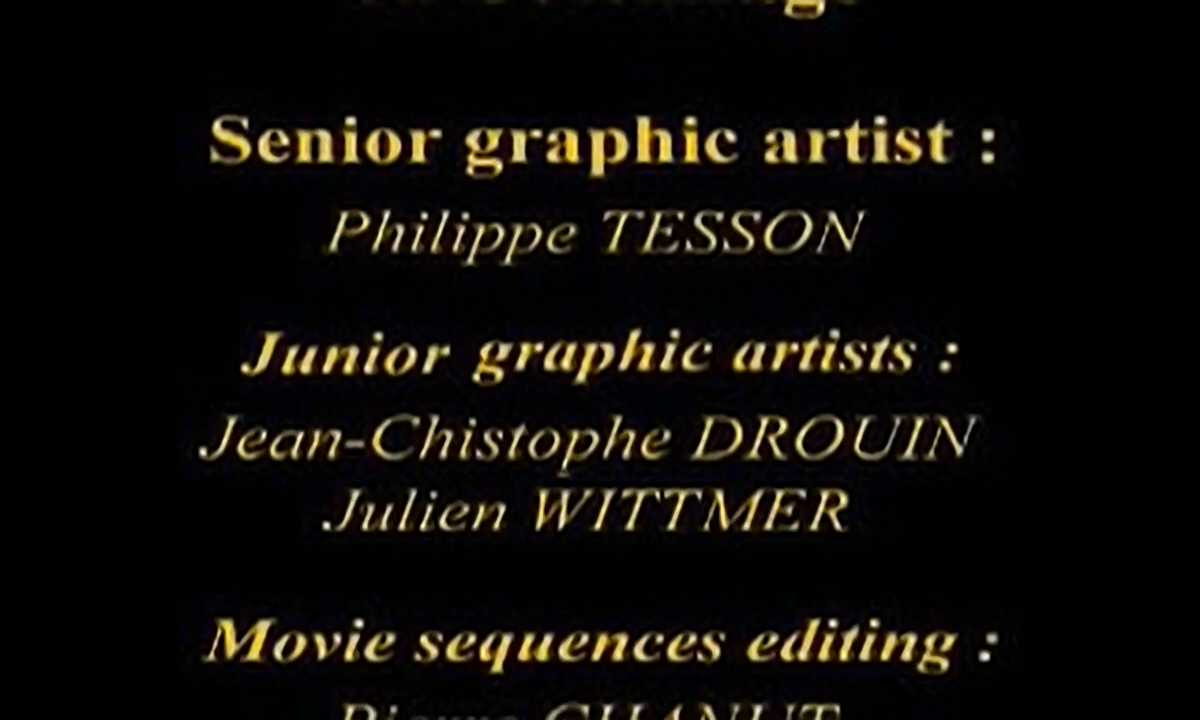 Senior graphic artist :
Philippe TESSON
Junior graphic artists :
Jean-Chistophe DROUIN
Julien WITTMER
Movie sequences editing :